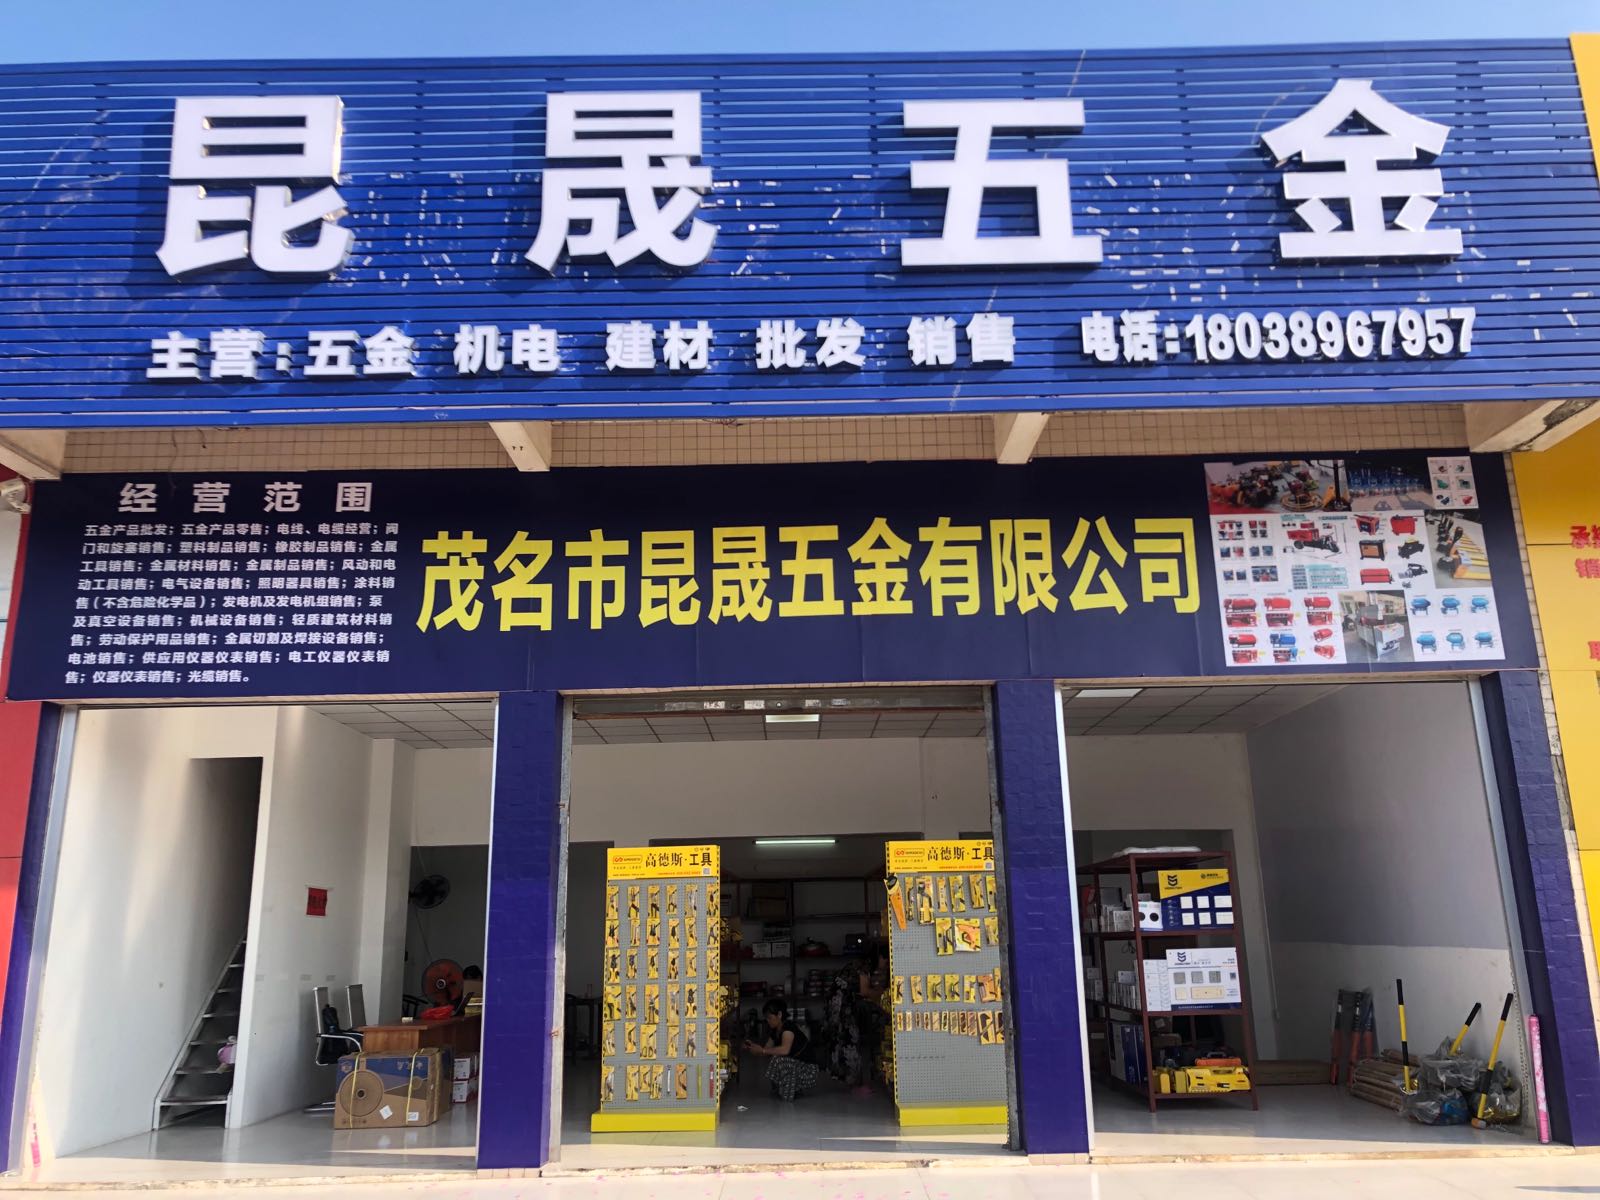 昆晟五金
主营:五金 机电 建材 批发 销售 电话:18038967957
经营范围
五金产品批发；五金产品零售；电线、电缆经营；阀
门和旋塞销售；塑料制品销售；橡胶制品销售；金属
工具销售；金属材料销售；金属制品销售；风动和电
动工具销售；电气设备销售；照明器具销售；涂料销
售（不含危险化学品）；发电机及发电机组销售；泵
及真空设备销售；机械设备销售；轻质建筑材料销
售；劳动保护用品销售；金属切割及焊接设备销售；
电池销售；供应用仪器仪表销售；电工仪器仪表销
售；仪器仪表销售；光缆销售。
茂名市昆晟五金有限公司
高德斯·工具
高德斯·工具